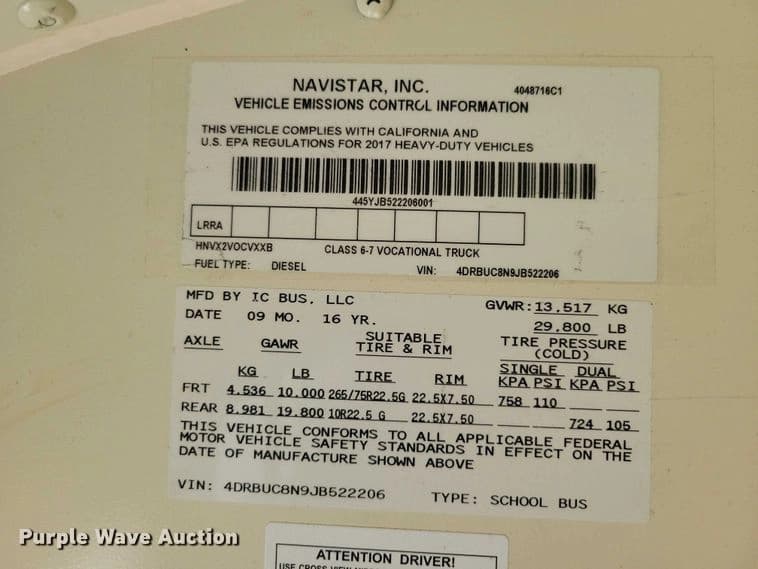 NAVISTAR, INC.
4048716C1
VEHICLE EMISSIONS CONTROL INFORMATION
THIS VEHICLE COMPLIES WITH CALIFORNIA AND
U.S. EPA REGULATIONS FOR 2017 HEAVY-DUTY VEHICLES
445YJB522206001
LRRA
HNVX2VOCVXXB CLASS 6-7 VOCATIONAL TRUCK
FUEL TYPE: DIESEL VIN: 4DRBUC8N9JB522206
MFD BY IC BUS, LLC GVWR: 13.517 KG
DATE 09 MO. 16 YR. 29.800 LB
AXLE GAWR SUITABLE TIRE PRESSURE
TIRE & RIM (COLD)
SINGLE DUAL
KG LB TIRE RIM KPA PSI KPA PSI
FRT 4.536 10.000 265/75R22.5G 22.5X7.50 758 110
REAR 8.981 19.800 10R22.5 G 22.5X7.50 724 105
THIS VEHICLE CONFORMS TO ALL APPLICABLE FEDERAL
MOTOR VEHICLE SAFETY STANDARDS IN EFFECT ON THE
DATE OF MANUFACTURE SHOWN ABOVE
VIN: 4DRBUC8N9JB522206 TYPE: SCHOOL BUS
Purple Wave Auction
ATTENTION DRIVER!